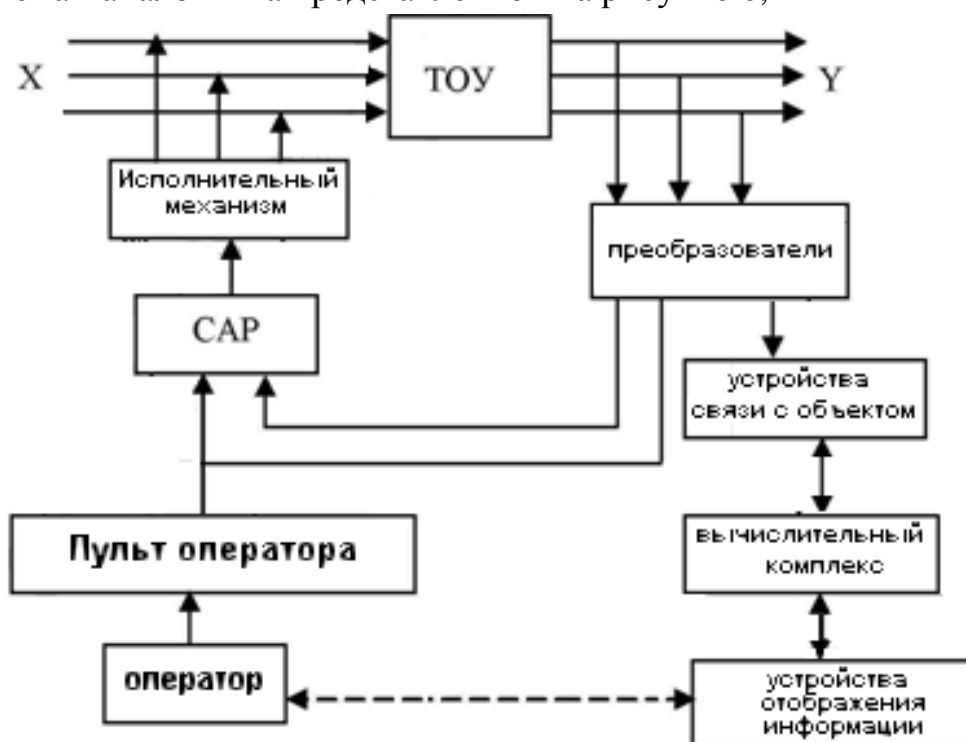 X
ТОУ
Y
Исполнительный
механизм
преобразователи
САР
устройства
связи с объектом
Пульт оператора
вычислительный
комплекс
оператор
устройства
отображения
информации